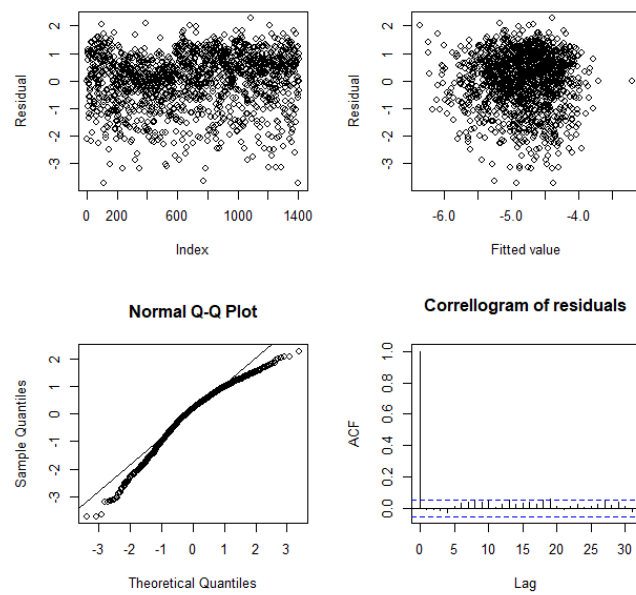 Residual
2
1
0
-1
-2
-3
0 200 600 1000 1400
Index
Residual
2
1
0
-1
-2
-3
-6.0 -5.0 -4.0
Fitted value
Normal Q-Q Plot
Sample Quantiles
2
1
0
-1
-2
-3
-3 -2 -1 0 1 2 3
Theoretical Quantiles
Correllogram of residuals
ACF
1.0
0.8
0.6
0.4
0.2
0.0
0 5 10 15 20 25 30
Lag